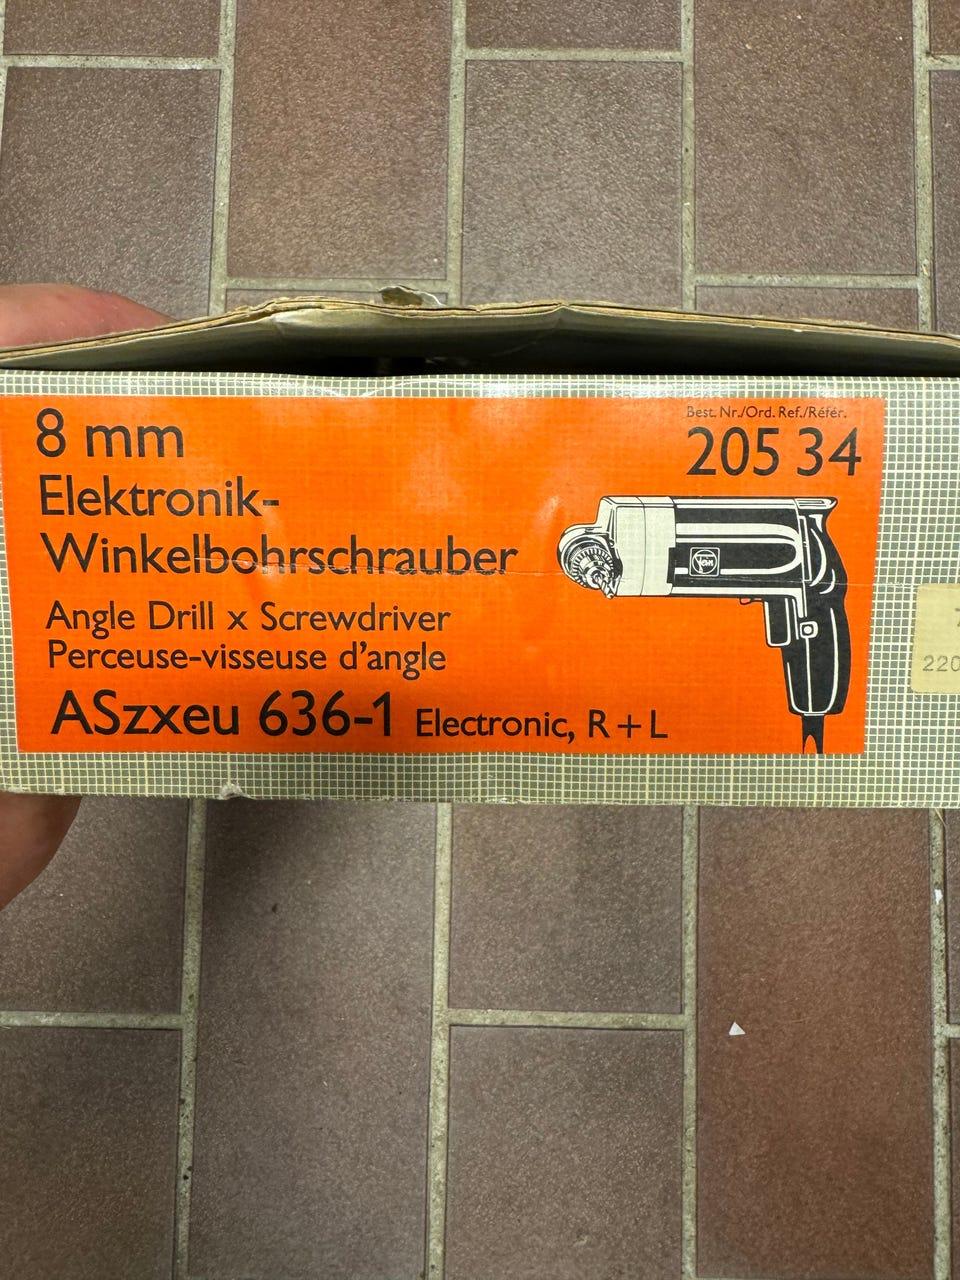 8 mm
Elektronik-
Winkelbohrschrauber
Angle Drill x Screwdriver
Perceuse-visseuse d'angle
ASzxeu 636-1 Electronic, R + L
Best. Nr./Ord. Ref./Référ.
205 34
Fein
220